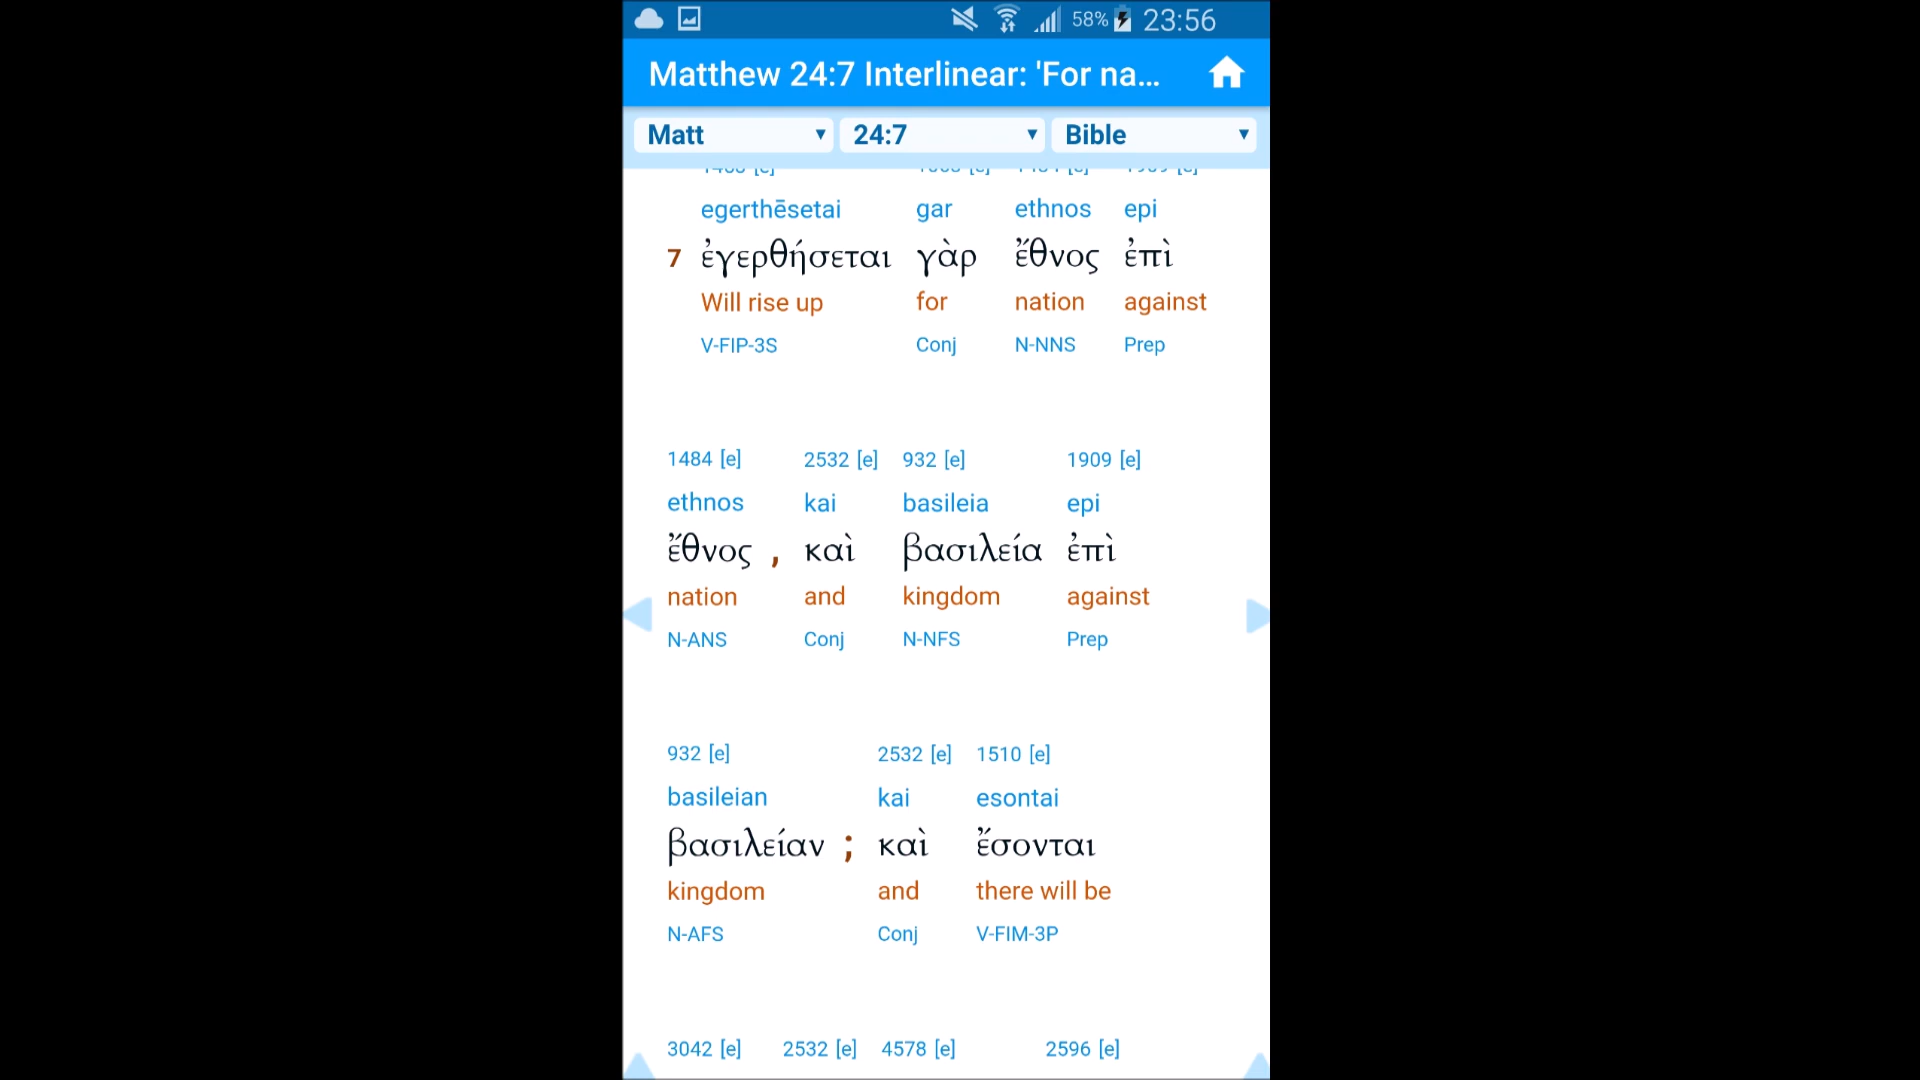 58% 23:56
Matthew 24:7 Interlinear: 'For na...
Matt 24:7 Bible
egerthēsetai gar ethnos epi
7 ἐγερθήσεται γὰρ ἔθνος ἐπὶ
Will rise up for nation against
V-FIP-3S Conj N-NNS Prep
1484 [e] 2532 [e] 932 [e] 1909 [e]
ethnos kai basileia epi
ἔθνος , καὶ βασιλεία ἐπὶ
nation and kingdom against
N-ANS Conj N-NFS Prep
932 [e] 2532 [e] 1510 [e]
basileian kai esontai
βασιλείαν ; καὶ ἔσονται
kingdom and there will be
N-AFS Conj V-FIM-3P
3042 [e] 2532 [e] 4578 [e] 2596 [e]